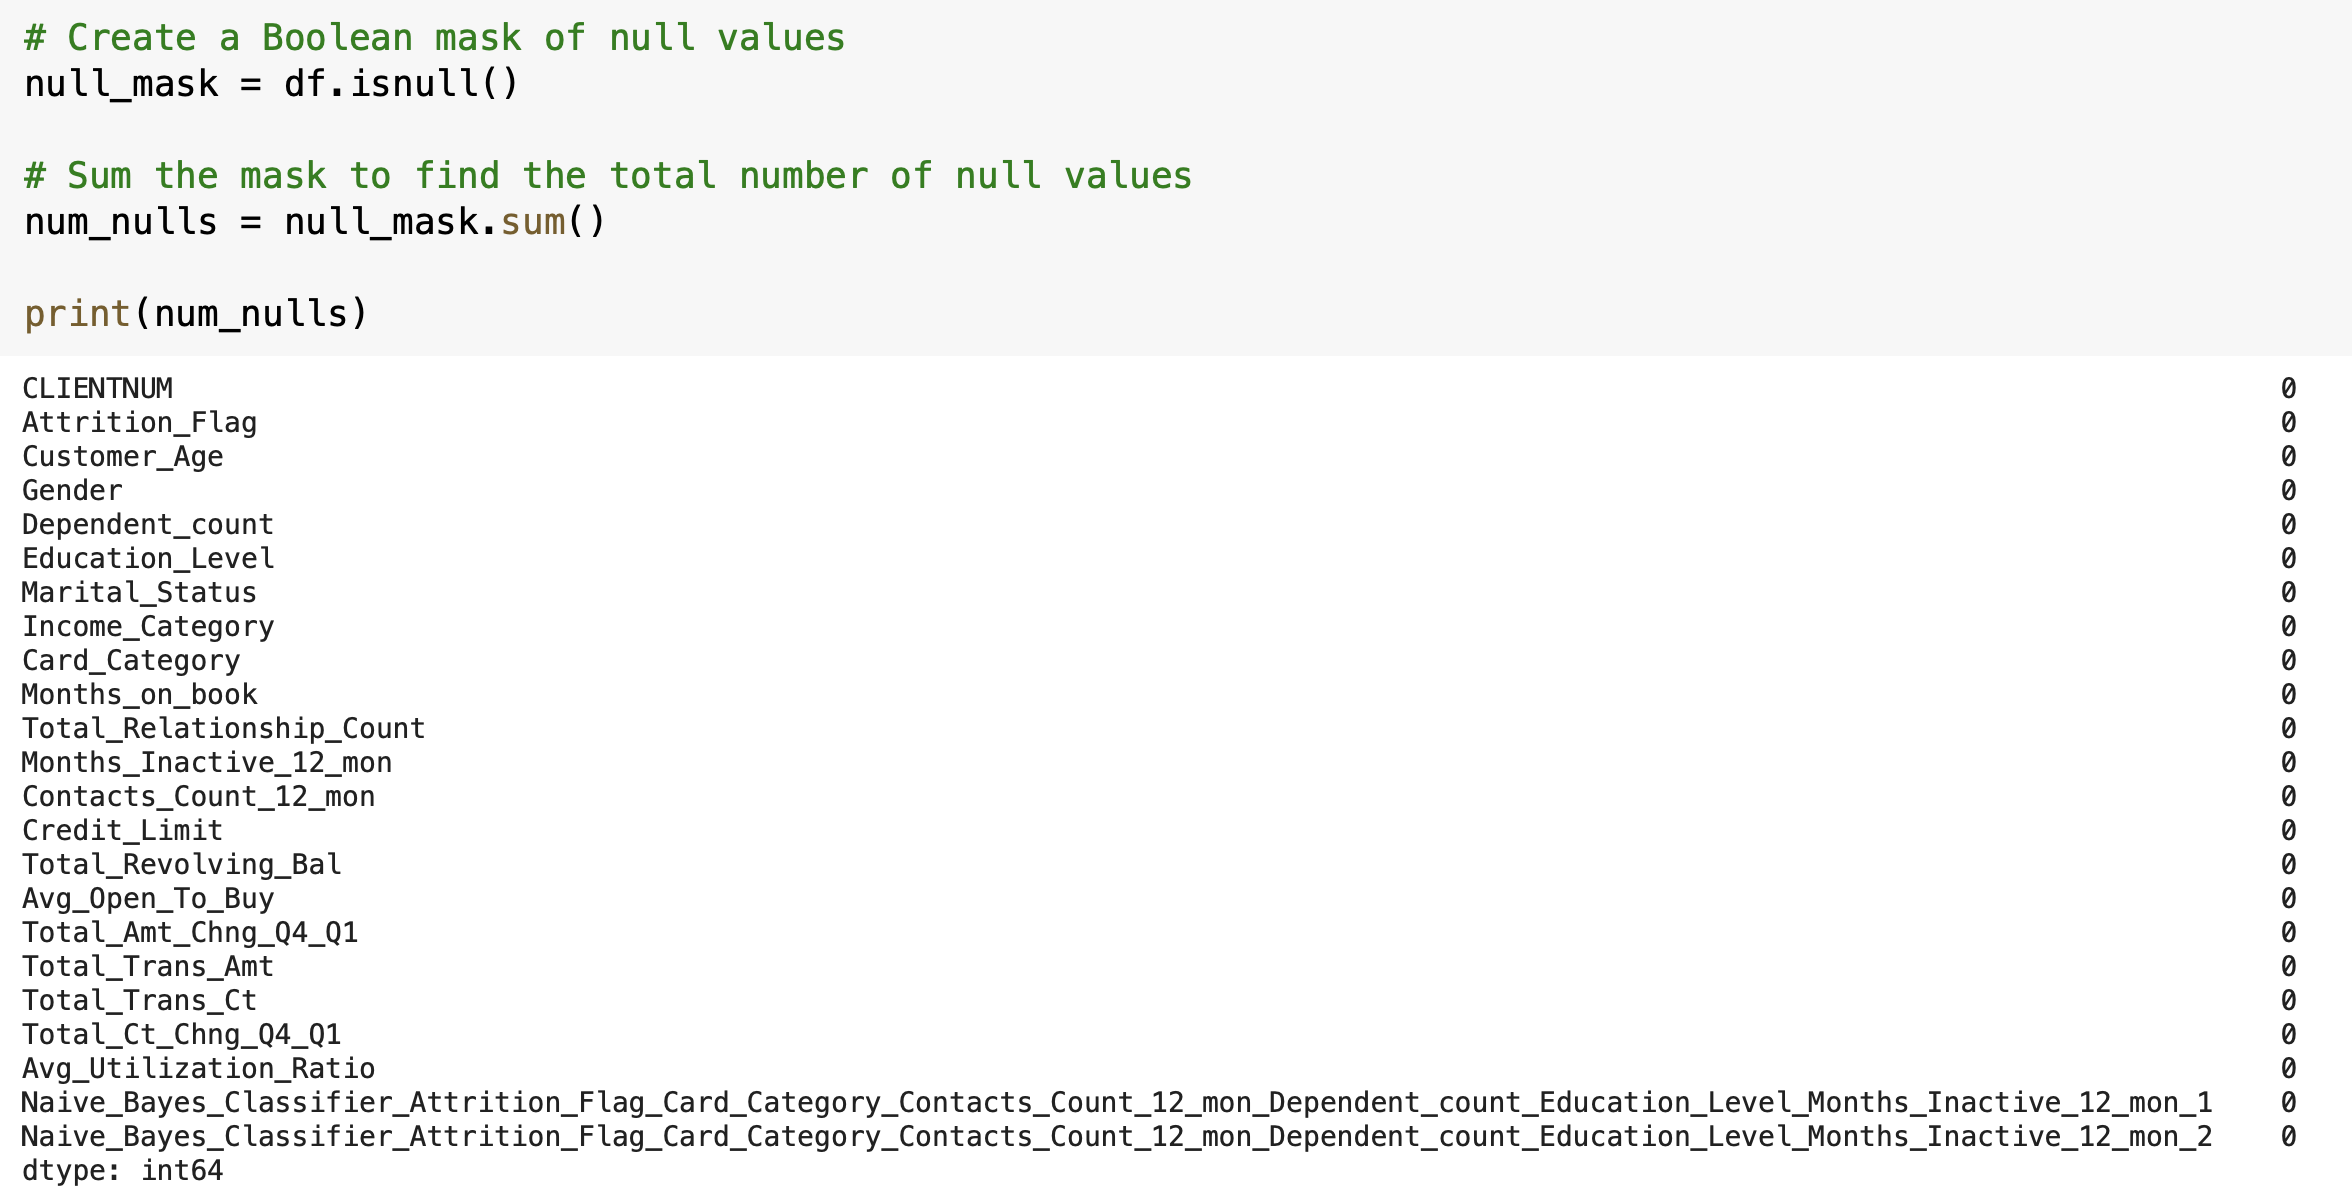 # Create a Boolean mask of null values
null_mask = df.isnull()
# Sum the mask to find the total number of null values
num_nulls = null_mask.sum()
print(num_nulls)
CLIENTNUM 0
Attrition_Flag 0
Customer_Age 0
Gender 0
Dependent_count 0
Education_Level 0
Marital_Status 0
Income_Category 0
Card_Category 0
Months_on_book 0
Total_Relationship_Count 0
Months_Inactive_12_mon 0
Contacts_Count_12_mon 0
Credit_Limit 0
Total_Revolving_Bal 0
Avg_Open_To_Buy 0
Total_Amt_Chng_Q4_Q1 0
Total_Trans_Amt 0
Total_Trans_Ct 0
Total_Ct_Chng_Q4_Q1 0
Avg_Utilization_Ratio 0
Naive_Bayes_Classifier_Attrition_Flag_Card_Category_Contacts_Count_12_mon_Dependent_count_Education_Level_Months_Inactive_12_mon_1 0
Naive_Bayes_Classifier_Attrition_Flag_Card_Category_Contacts_Count_12_mon_Dependent_count_Education_Level_Months_Inactive_12_mon_2 0
dtype: int64